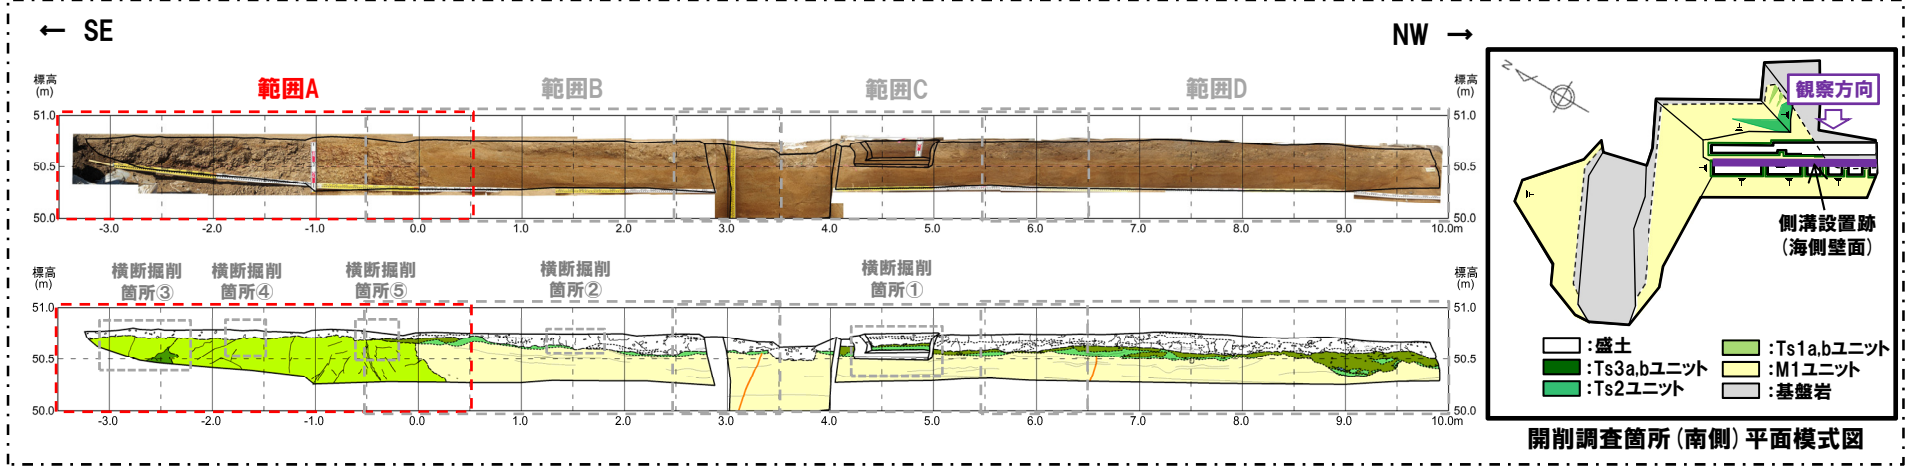 ← SE
NW →
範囲A
範囲B
範囲C
範囲D
標高
(m)
標高
(m)
51.0
50.5
50.0
51.0
50.5
50.0
-3.0
-2.0
-1.0
0.0
1.0
2.0
3.0
4.0
5.0
6.0
7.0
8.0
9.0
10.0m
横断掘削
箇所③
横断掘削
箇所④
横断掘削
箇所⑤
横断掘削
箇所②
横断掘削
箇所①
標高
(m)
標高
(m)
51.0
50.5
50.0
51.0
50.5
50.0
-3.0
-2.0
-1.0
0.0
1.0
2.0
3.0
4.0
5.0
6.0
7.0
8.0
9.0
10.0m
N
観察方向
側溝設置跡
(海側壁面)
:盛土
:Ts3a,bユニット
:Ts2ユニット
:Ts1a,bユニット
:M1ユニット
:基盤岩
開削調査箇所(南側)平面模式図